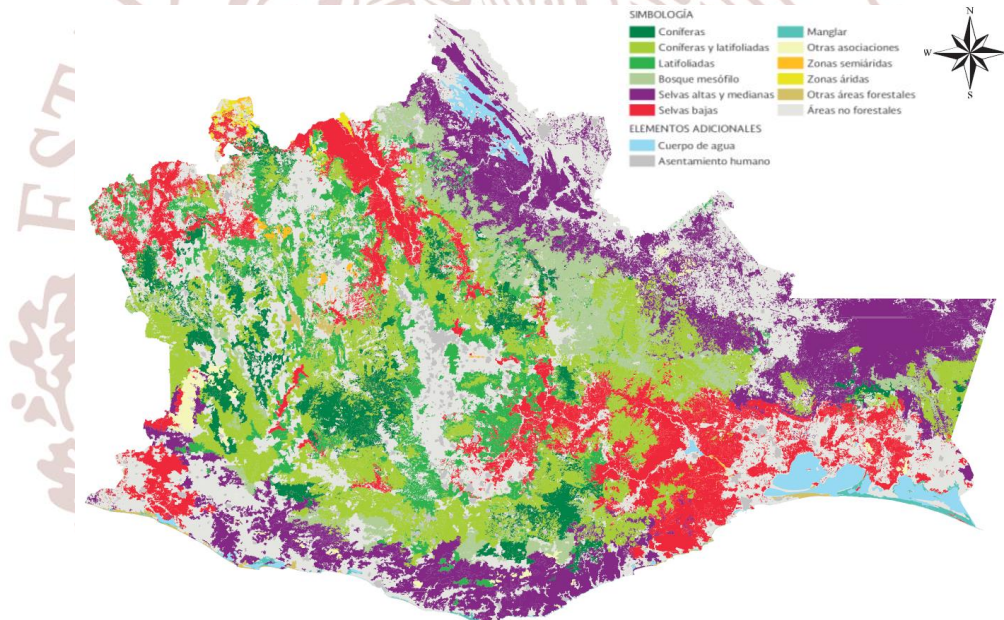 SIMBOLOGÍA
Coníferas
Coníferas y latifoliadas
Latifoliadas
Bosque mesófilo
Selvas altas y medianas
Selvas bajas
Manglar
Otras asociaciones
Zonas semiáridas
Zonas áridas
Otras áreas forestales
Áreas no forestales
ELEMENTOS ADICIONALES
Cuerpo de agua
Asentamiento humano
N
W
E
S
EST